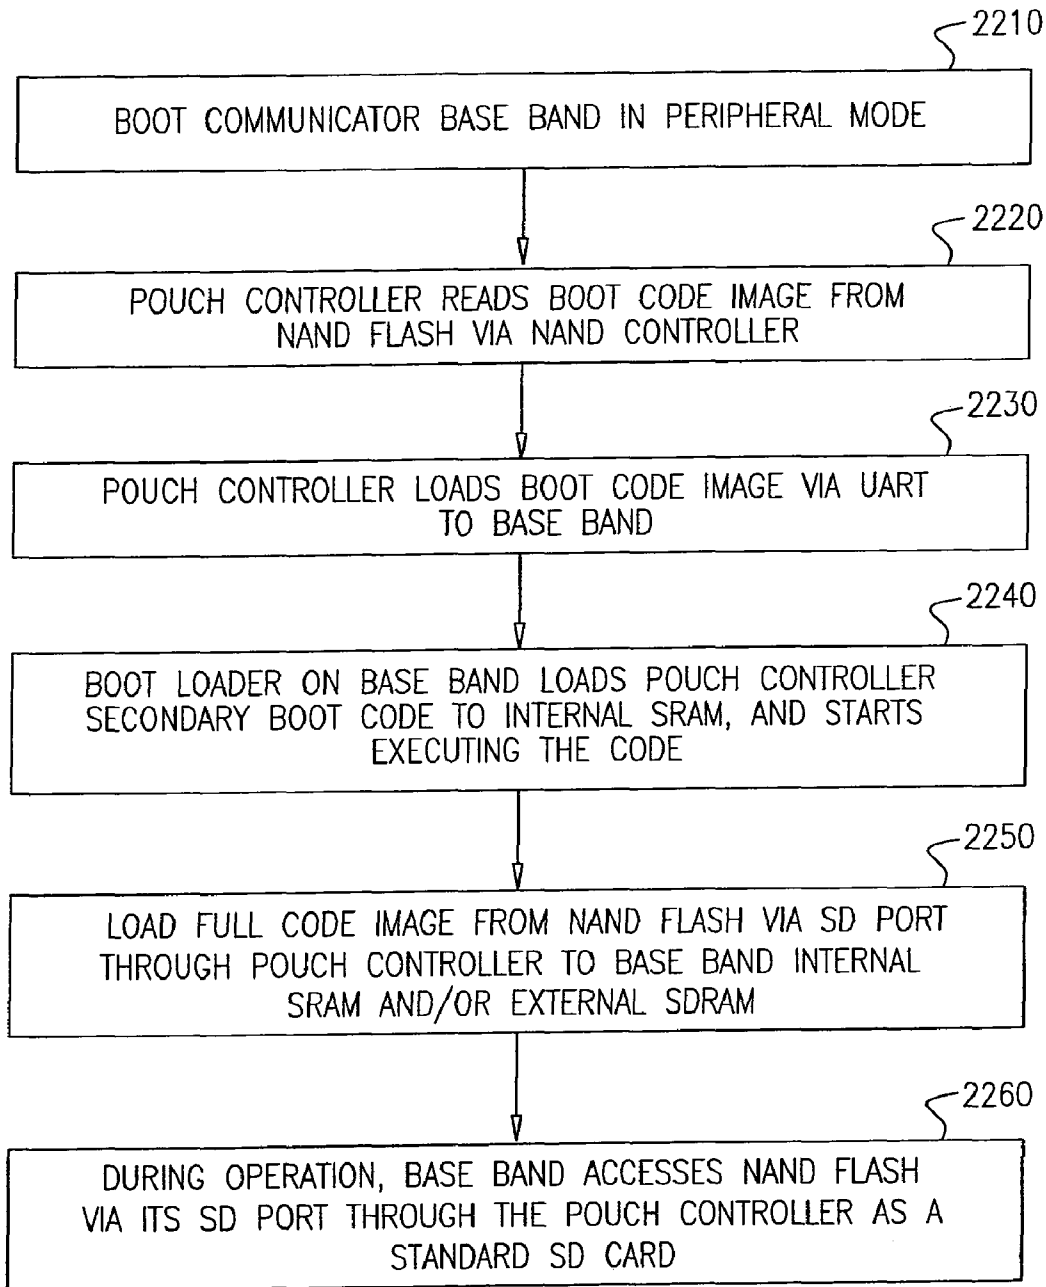 2210
BOOT COMMUNICATOR BASE BAND IN PERIPHERAL MODE
2220
POUCH CONTROLLER READS BOOT CODE IMAGE FROM
NAND FLASH VIA NAND CONTROLLER
2230
POUCH CONTROLLER LOADS BOOT CODE IMAGE VIA UART
TO BASE BAND
2240
BOOT LOADER ON BASE BAND LOADS POUCH CONTROLLER
SECONDARY BOOT CODE TO INTERNAL SRAM, AND STARTS
EXECUTING THE CODE
2250
LOAD FULL CODE IMAGE FROM NAND FLASH VIA SD PORT
THROUGH POUCH CONTROLLER TO BASE BAND INTERNAL
SRAM AND/OR EXTERNAL SDRAM
2260
DURING OPERATION, BASE BAND ACCESSES NAND FLASH
VIA ITS SD PORT THROUGH THE POUCH CONTROLLER AS A
STANDARD SD CARD